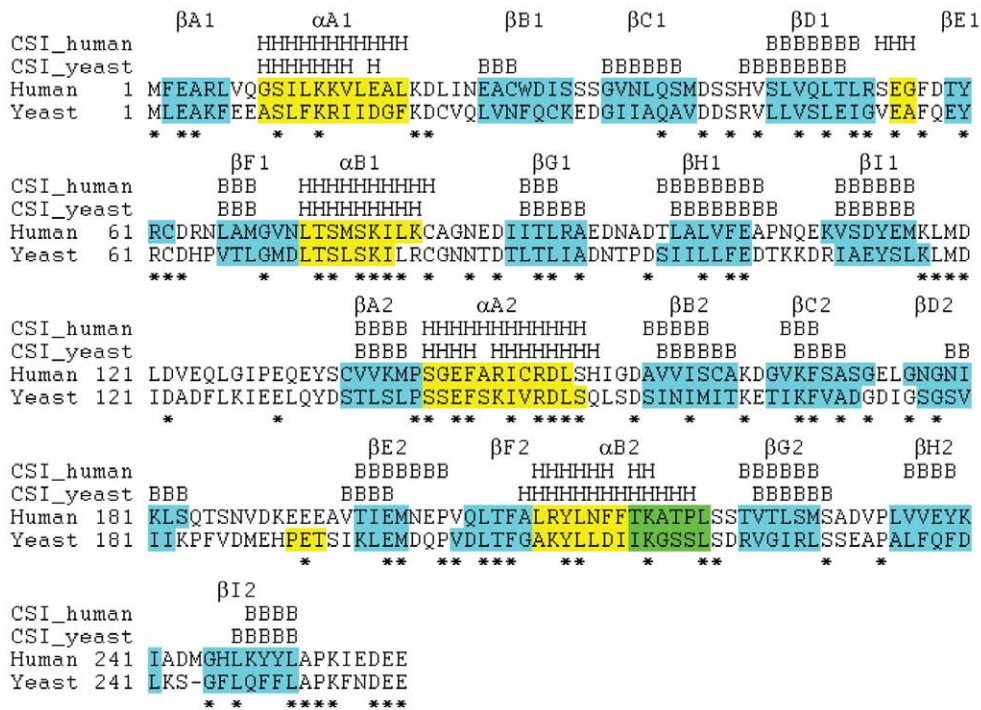 βA1 αA1 βB1 βC1 βD1 βE1
CSI_human HHHHHHHHHHH BBBBBBB HHH
CSI_yeast HHHHHHH H BBB BBBBBB BBBBBBBB
Human 1 MFEARLVQGSILKKVLEALKDLINEACWDISSSGVNLQSMDSSHVSLVQLTLRSEGFDTY
Yeast 1 MLEAKFEEASLFKRIIDGFKDCVQLVNFQCKEDGIIAQAVDDSRVLLVSLEIGVEAFQEY
* ** * * ** * * * * * * ** * * *
βF1 αB1 βG1 βH1 βI1
CSI_human BBB HHHHHHHHHH BBB BBBBBBBB BBBBBB
CSI_yeast BBB HHHHHHHHH BBBBB BBBBBBBBB BBBBBB
Human 61 RCDRNLAMGVNLTSMSKILKCAGNEDIITLRAEDNADTLALVFEAPNQEKVSDYEMKLMD
Yeast 61 RCDHPVTLGMDLTSLSKILRCGNNTDTLTLIADNTPDSIILLFEDTKKDRIAEYSLKLMD
*** * *** **** * * * ** * * * ** * ****
βA2 αA2 βB2 βC2 βD2
CSI_human BBBB HHHHHHHHHHHH BBBBB BBB
CSI_yeast BBBB HHHH HHHHHHHH BBBBBB BBBB BB
Human 121 LDVEQLGIPEQEYSCVVKMPSGEFARICRDLSHIGDAVVISCAKDGVKFSASGELGNGNI
Yeast 121 IDADFLKIEELQYDSTLSLPSSEFSKIVRDLSQLSDSINIMITKETIKFVADGDIGSGSV
* * ** ** * **** * * * ** * * * *
βE2 βF2 αB2 βG2 βH2
CSI_human BBBBBBB HHHHHH HH BBBBBB BBBB
CSI_yeast BBB BBBB HHHHHHHHHHHHH BBBBB
Human 181 KLSQTSNVDKEEEAVTIEMNEPVQLTFALRYLNFFTKATPLSSTVTLSMSADVPLVVEYK
Yeast 181 IIKPFVDMEHPETSIKLEMDQPVDLTFGAKYLLDIIKGSSLSDRVGIRLSSEAPALFQFD
* ** ** *** ** * ** * *
βI2
CSI_human BBBB
CSI_yeast BBBBB
Human 241 IADMGHLKYYLAPKIEDEE
Yeast 241 LKS-GFLQFFLAPKFNDEE
* * **** ***